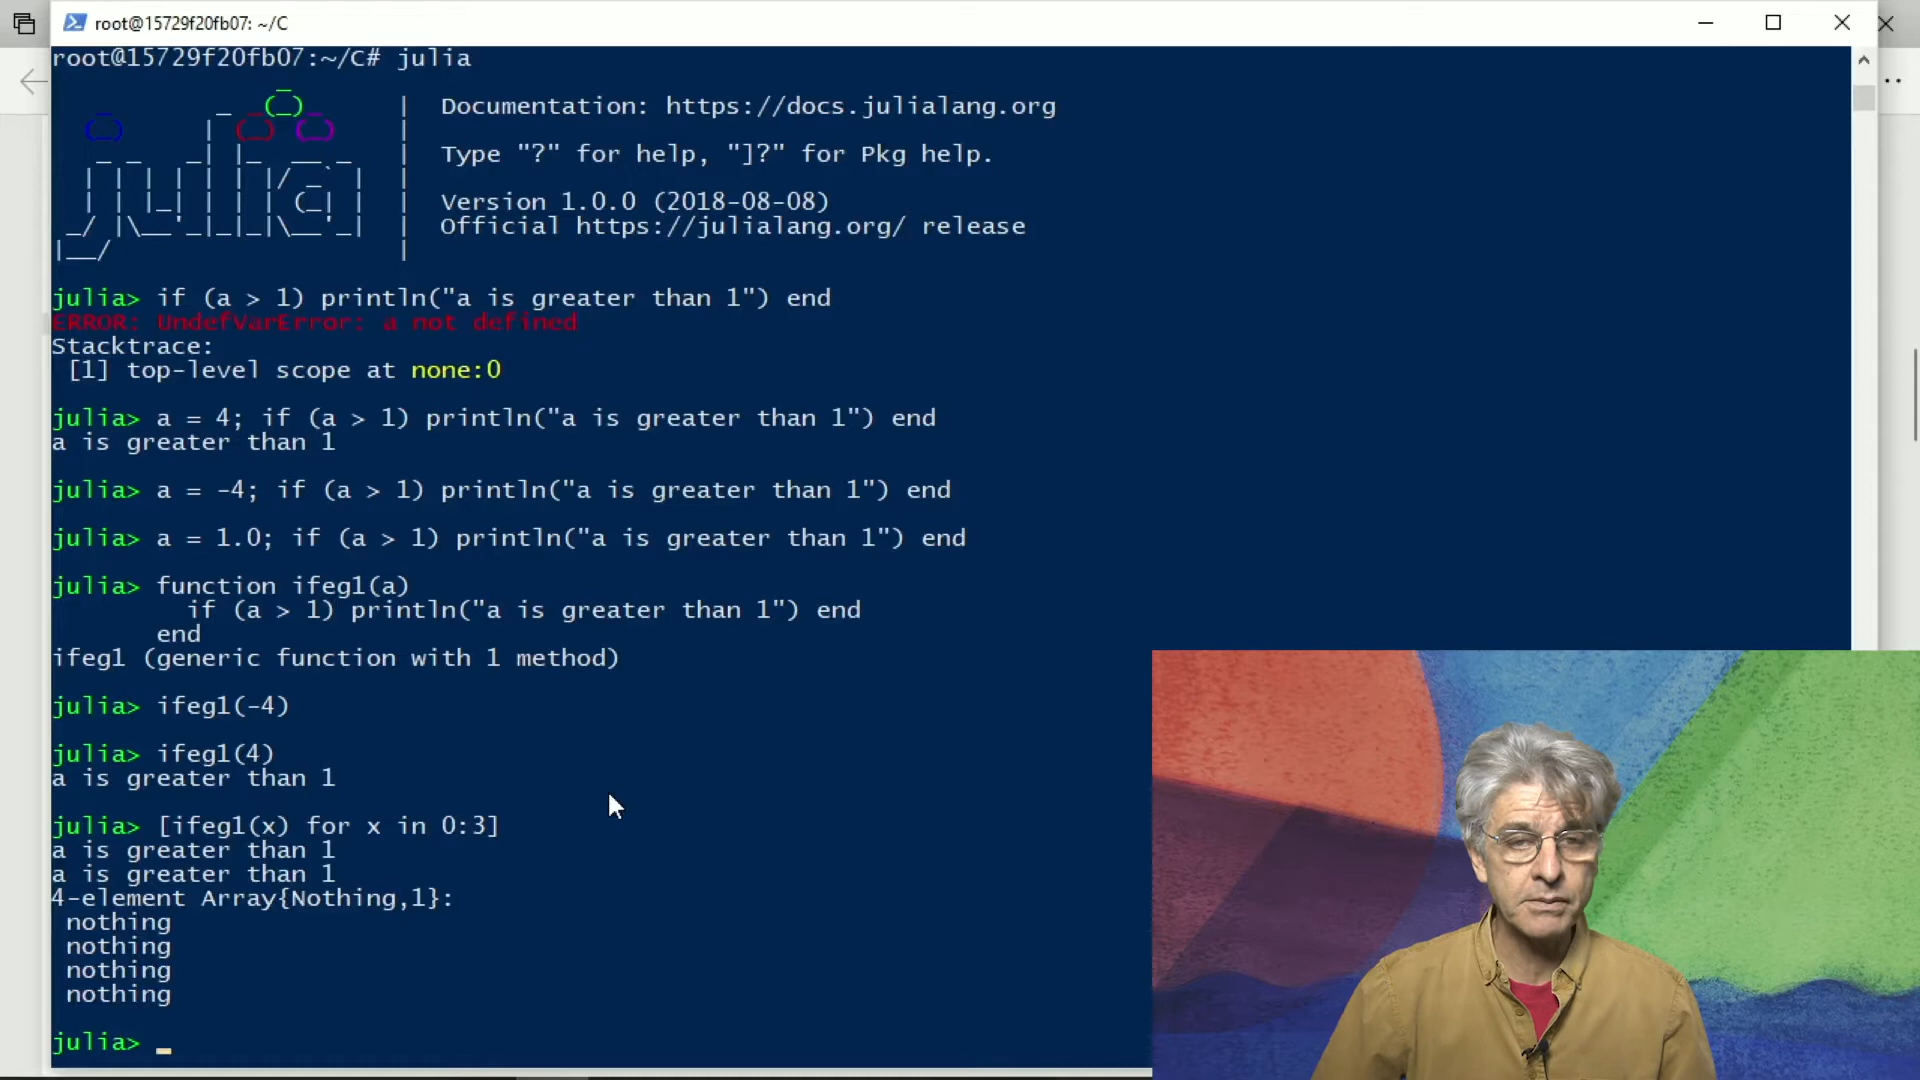 root@15729f20fb07: ~/C
root@15729f20fb07:~/C# julia
Documentation: https://docs.julialang.org
Type "?" for help, "]?" for Pkg help.
Version 1.0.0 (2018-08-08)
Official https://julialang.org/ release
julia> if (a > 1) println("a is greater than 1") end
ERROR: UndefVarError: a not defined
Stacktrace:
[1] top-level scope at none:0
julia> a = 4; if (a > 1) println("a is greater than 1") end
a is greater than 1
julia> a = -4; if (a > 1) println("a is greater than 1") end
julia> a = 1.0; if (a > 1) println("a is greater than 1") end
julia> function ifeg1(a)
if (a > 1) println("a is greater than 1") end
end
ifeg1 (generic function with 1 method)
julia> ifeg1(-4)
julia> ifeg1(4)
a is greater than 1
julia> [ifeg1(x) for x in 0:3]
a is greater than 1
a is greater than 1
4-element Array{Nothing,1}:
nothing
nothing
nothing
nothing
julia>